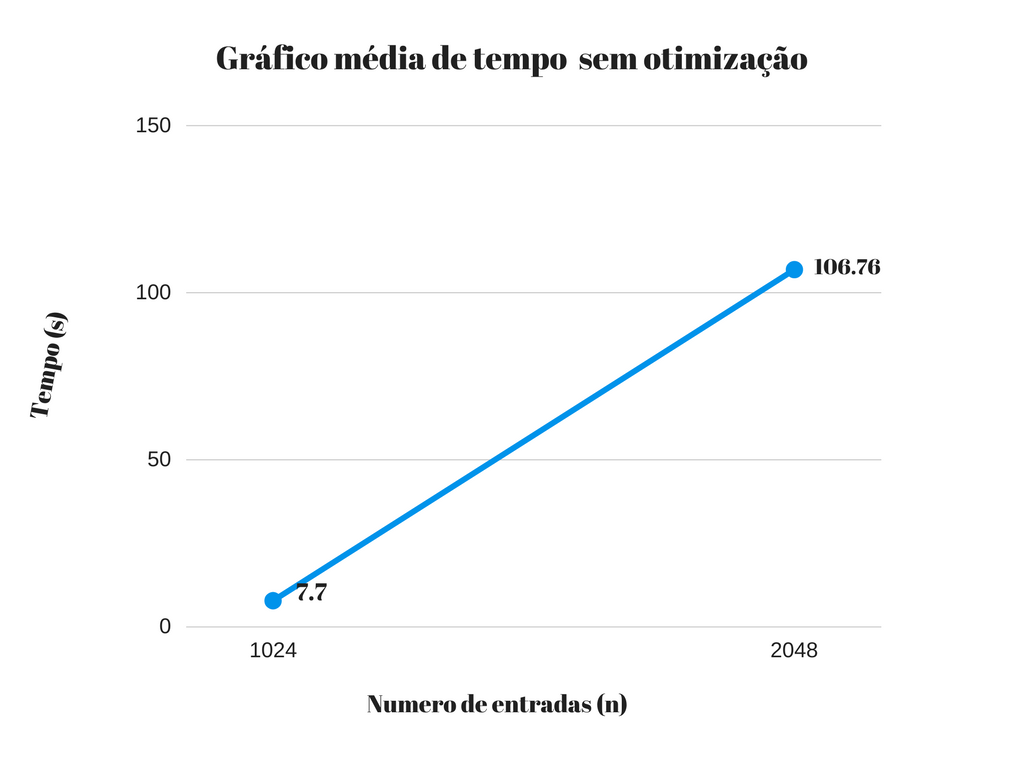 Gráfico média de tempo sem otimização
150
106.76
100
Tempo (s)
50
7.7
0
1024 2048
Numero de entradas (n)